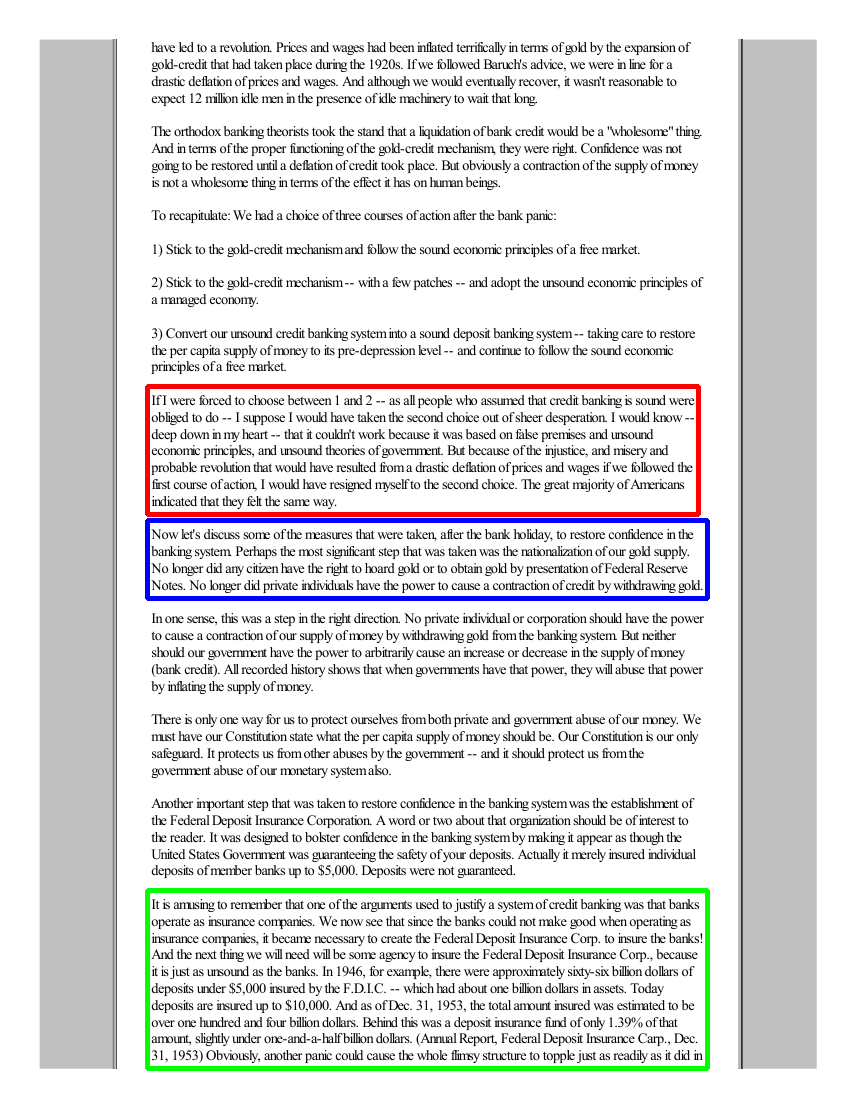 have led to a revolution. Prices and wages had been inflated terrifically in terms of gold by the expansion of
gold-credit that had taken place during the 1920s. If we followed Baruch's advice, we were in line for a
drastic deflation of prices and wages. And although we would eventually recover, it wasn't reasonable to
expect 12 million idle men in the presence of idle machinery to wait that long.
The orthodox banking theorists took the stand that a liquidation of bank credit would be a "wholesome" thing.
And in terms of the proper functioning of the gold-credit mechanism, they were right. Confidence was not
going to be restored until a deflation of credit took place. But obviously a contraction of the supply of money
is not a wholesome thing in terms of the effect it has on human beings.
To recapitulate: We had a choice of three courses of action after the bank panic:
1) Stick to the gold-credit mechanism and follow the sound economic principles of a free market.
2) Stick to the gold-credit mechanism -- with a few patches -- and adopt the unsound economic principles of
a managed economy.
3) Convert our unsound credit banking system into a sound deposit banking system -- taking care to restore
the per capita supply of money to its pre-depression level -- and continue to follow the sound economic
principles of a free market.
If I were forced to choose between 1 and 2 -- as all people who assumed that credit banking is sound were
obliged to do -- I suppose I would have taken the second choice out of sheer desperation. I would know --
deep down in my heart -- that it couldn't work because it was based on false premises and unsound
economic principles, and unsound theories of government. But because of the injustice, and misery and
probable revolution that would have resulted from a drastic deflation of prices and wages if we followed the
first course of action, I would have resigned myself to the second choice. The great majority of Americans
indicated that they felt the same way.
Now let's discuss some of the measures that were taken, after the bank holiday, to restore confidence in the
banking system. Perhaps the most significant step that was taken was the nationalization of our gold supply.
No longer did any citizen have the right to hoard gold or to obtain gold by presentation of Federal Reserve
Notes. No longer did private individuals have the power to cause a contraction of credit by withdrawing gold.
In one sense, this was a step in the right direction. No private individual or corporation should have the power
to cause a contraction of our supply of money by withdrawing gold from the banking system. But neither
should our government have the power to arbitrarily cause an increase or decrease in the supply of money
(bank credit). All recorded history shows that when governments have that power, they will abuse that power
by inflating the supply of money.
There is only one way for us to protect ourselves from both private and government abuse of our money. We
must have our Constitution state what the per capita supply of money should be. Our Constitution is our only
safeguard. It protects us from other abuses by the government -- and it should protect us from the
government abuse of our monetary system also.
Another important step that was taken to restore confidence in the banking system was the establishment of
the Federal Deposit Insurance Corporation. A word or two about that organization should be of interest to
the reader. It was designed to bolster confidence in the banking system by making it appear as though the
United States Government was guaranteeing the safety of your deposits. Actually it merely insured individual
deposits of member banks up to $5,000. Deposits were not guaranteed.
It is amusing to remember that one of the arguments used to justify a system of credit banking was that banks
operate as insurance companies. We now see that since the banks could not make good when operating as
insurance companies, it became necessary to create the Federal Deposit Insurance Corp. to insure the banks!
And the next thing we will need will be some agency to insure the Federal Deposit Insurance Corp., because
it is just as unsound as the banks. In 1946, for example, there were approximately sixty-six billion dollars of
deposits under $5,000 insured by the F.D.I.C. -- which had about one billion dollars in assets. Today
deposits are insured up to $10,000. And as of Dec. 31, 1953, the total amount insured was estimated to be
over one hundred and four billion dollars. Behind this was a deposit insurance fund of only 1.39% of that
amount, slightly under one-and-a-half billion dollars. (Annual Report, Federal Deposit Insurance Carp., Dec.
31, 1953) Obviously, another panic could cause the whole flimsy structure to topple just as readily as it did in